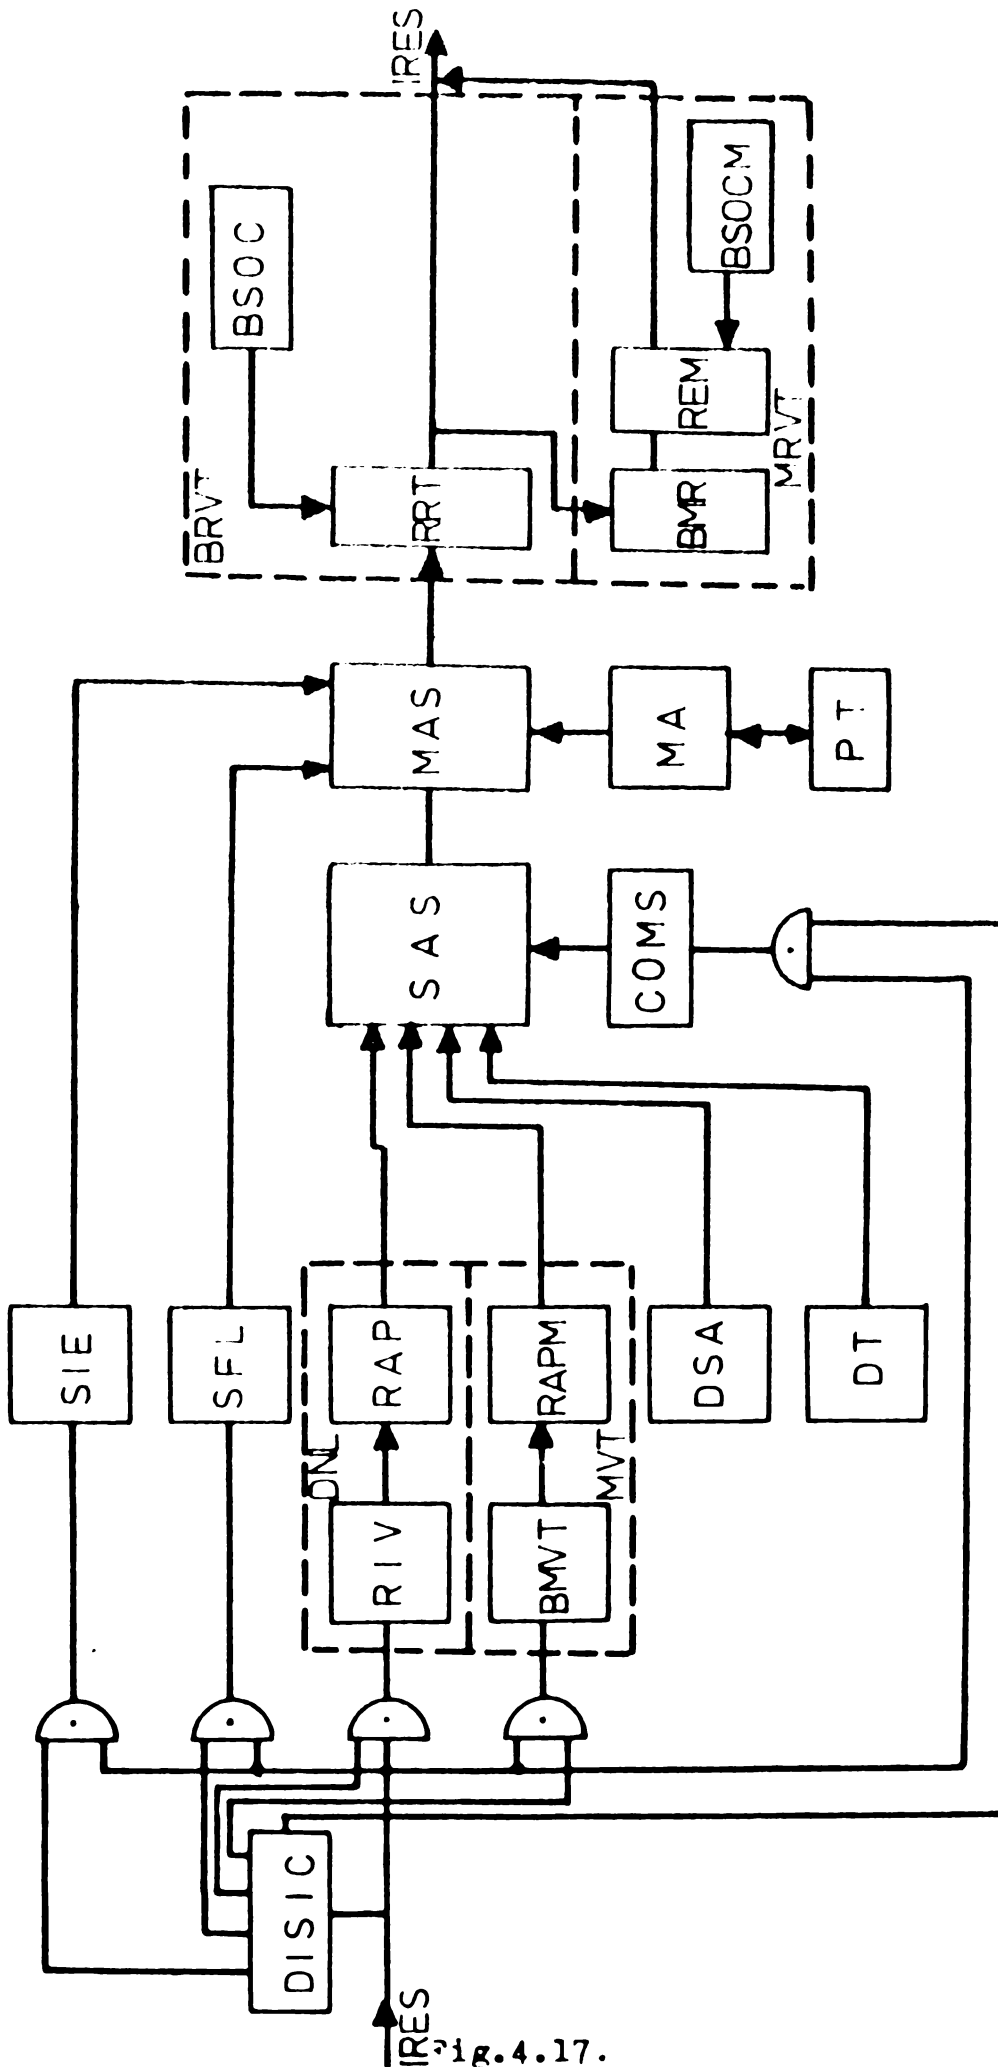 IRES
DISIC
SIE
SFL
DNL
RIV
RAP
BMVT
RAPM
MVT
DSA
DT
SAS
COMS
MAS
MA
PT
BRVT
BSOC
RRT
BMR
REM
BSOCM
MRVT
IRES
Fig.4.17.